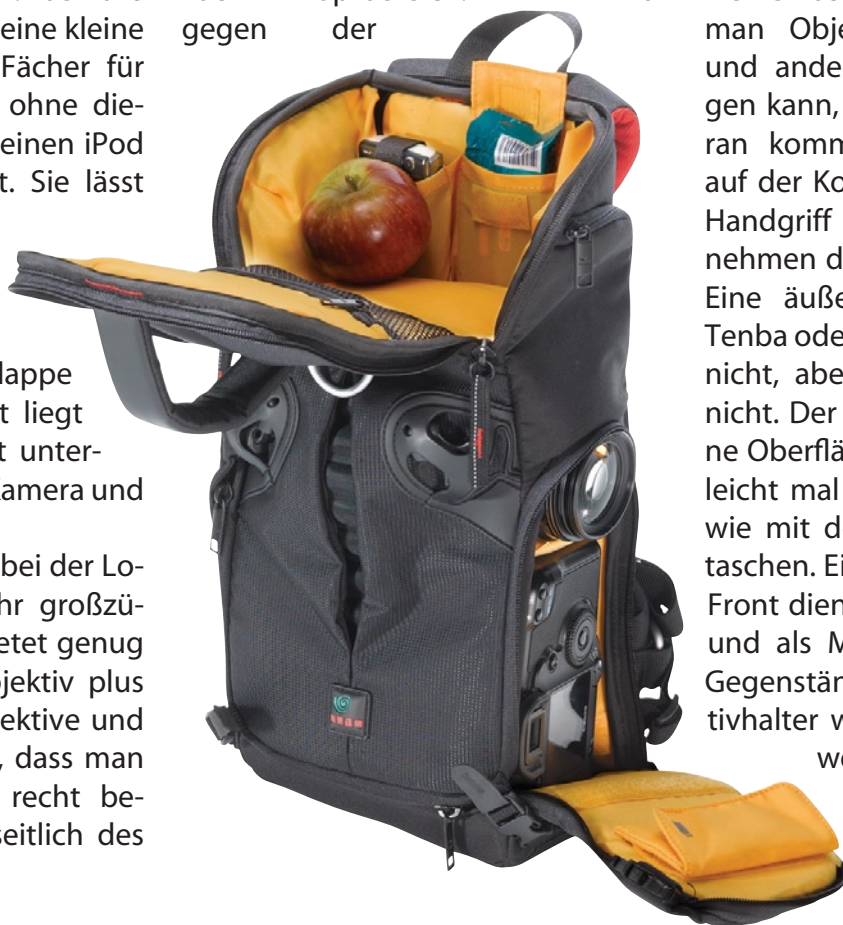 eine kleine
Fächer für
ohne die-
einen iPod
t. Sie lässt
lappe
t liegt
t unter-
Kamera und
bei der Lo-
hr großzü-
etet genug
jektiv plus
ektive und
, dass man
recht be-
seitlich des
gegen der
man Obje
und ande
gen kann,
ran komm
auf der Ko
Handgriff
nehmen d
Eine äuße
Tenba ode
nicht, abe
nicht. Der
ne Oberflä
leicht mal
wie mit d
taschen. Ei
Front dien
und als M
Gegenstän
tivhalter w
we